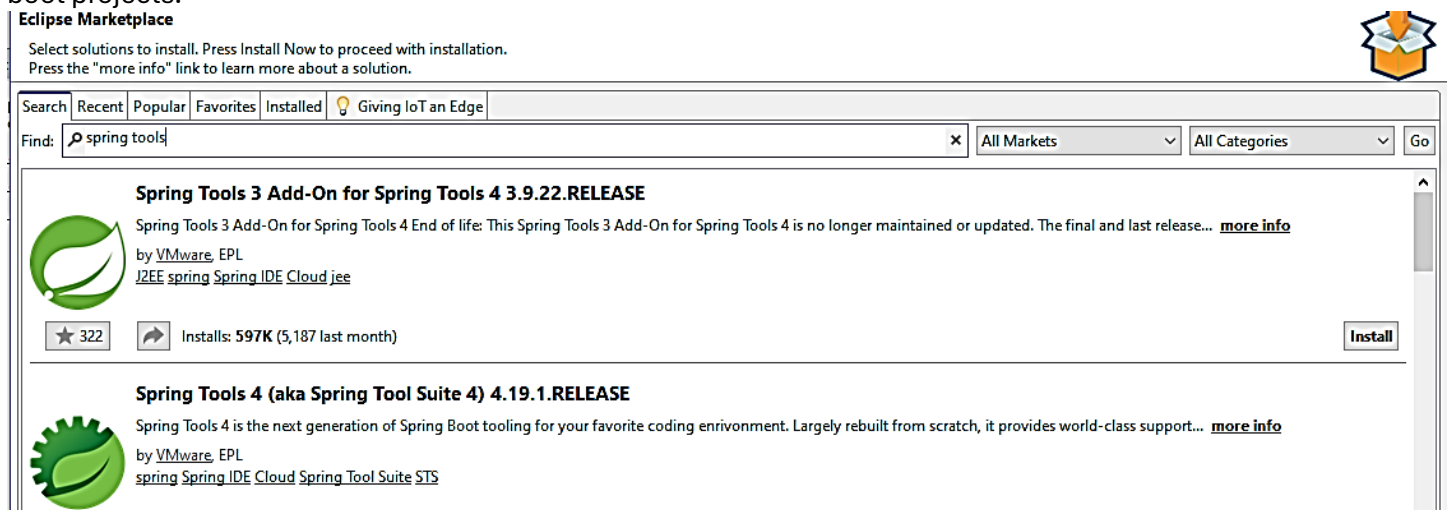 boot projects.
Eclipse Marketplace
Select solutions to install. Press Install Now to proceed with installation.
Press the "more info" link to learn more about a solution.
Search Recent Popular Favorites Installed Giving IoT an Edge
Find: spring tools × All Markets All Categories Go
Spring Tools 3 Add-On for Spring Tools 4 3.9.22.RELEASE
Spring Tools 3 Add-On for Spring Tools 4 End of life: This Spring Tools 3 Add-On for Spring Tools 4 is no longer maintained or updated. The final and last release... more info
by VMware, EPL
J2EE spring Spring IDE Cloud jee
322 Installs: 597K (5,187 last month) Install
Spring Tools 4 (aka Spring Tool Suite 4) 4.19.1.RELEASE
Spring Tools 4 is the next generation of Spring Boot tooling for your favorite coding enrivonment. Largely rebuilt from scratch, it provides world-class support... more info
by VMware, EPL
spring Spring IDE Cloud Spring Tool Suite STS